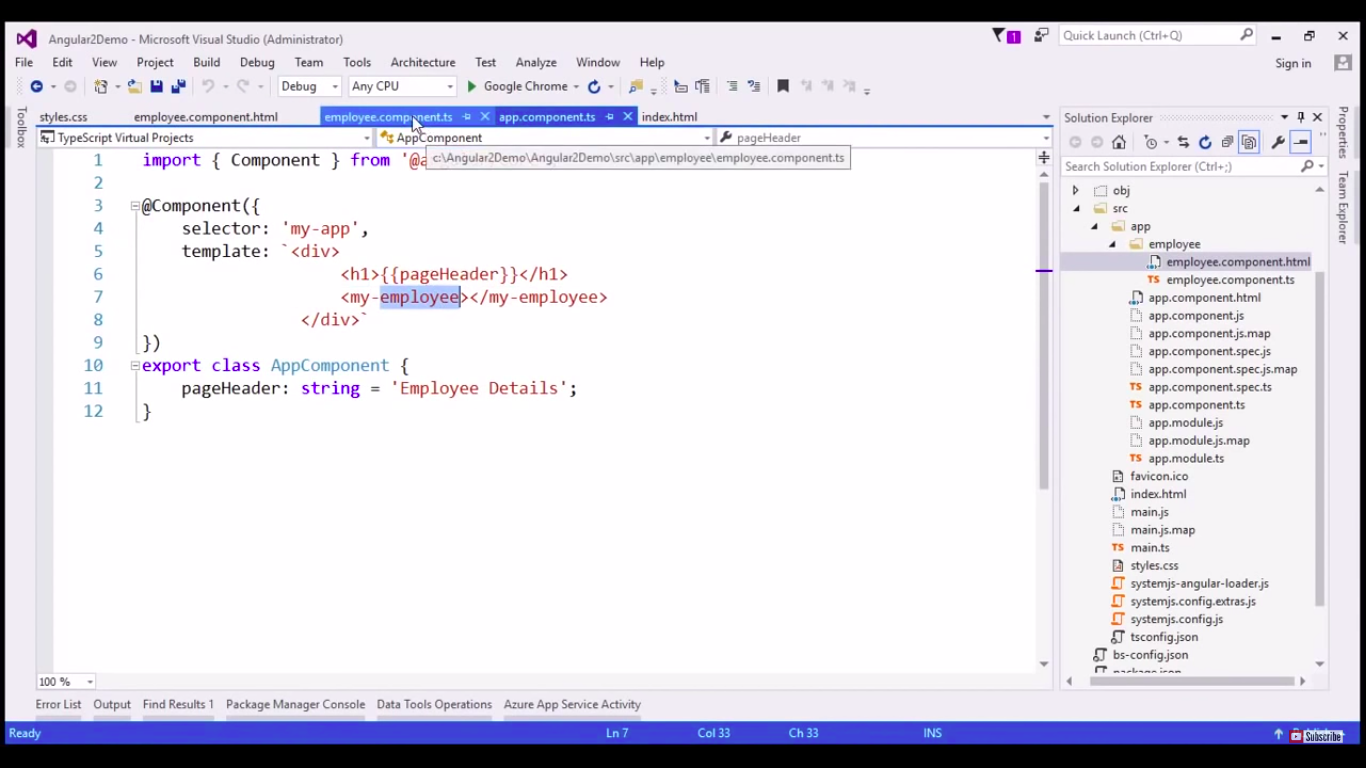 Angular2Demo - Microsoft Visual Studio (Administrator)
1
Quick Launch (Ctrl+Q)
File Edit View Project Build Debug Team Tools Architecture Test Analyze Window Help
Sign in
Debug Any CPU Google Chrome
Toolbox
styles.css employee.component.html employee.component.ts app.component.ts index.html
TypeScript Virtual Projects AppComponent pageHeader
c:\Angular2Demo\Angular2Demo\src\app\employee\employee.component.ts
1 import { Component } from '@a
2
3 @Component({
4 selector: 'my-app',
5 template: `<div>
6 <h1>{{pageHeader}}</h1>
7 <my-employee></my-employee>
8 </div>`
9 })
10 export class AppComponent {
11 pageHeader: string = 'Employee Details';
12 }
100 %
Solution Explorer
Search Solution Explorer (Ctrl+;)
obj
src
app
employee
employee.component.html
employee.component.ts
app.component.html
app.component.js
app.component.js.map
app.component.spec.js
app.component.spec.js.map
TS app.component.spec.ts
TS app.component.ts
app.module.js
app.module.js.map
TS app.module.ts
favicon.ico
index.html
main.js
main.js.map
TS main.ts
styles.css
systemjs-angular-loader.js
systemjs.config.extras.js
systemjs.config.js
tsconfig.json
bs-config.json
package.json
Properties
Team Explorer
Error List Output Find Results 1 Package Manager Console Data Tools Operations Azure App Service Activity
Ready Ln 7 Col 33 Ch 33 INS
Subscribe